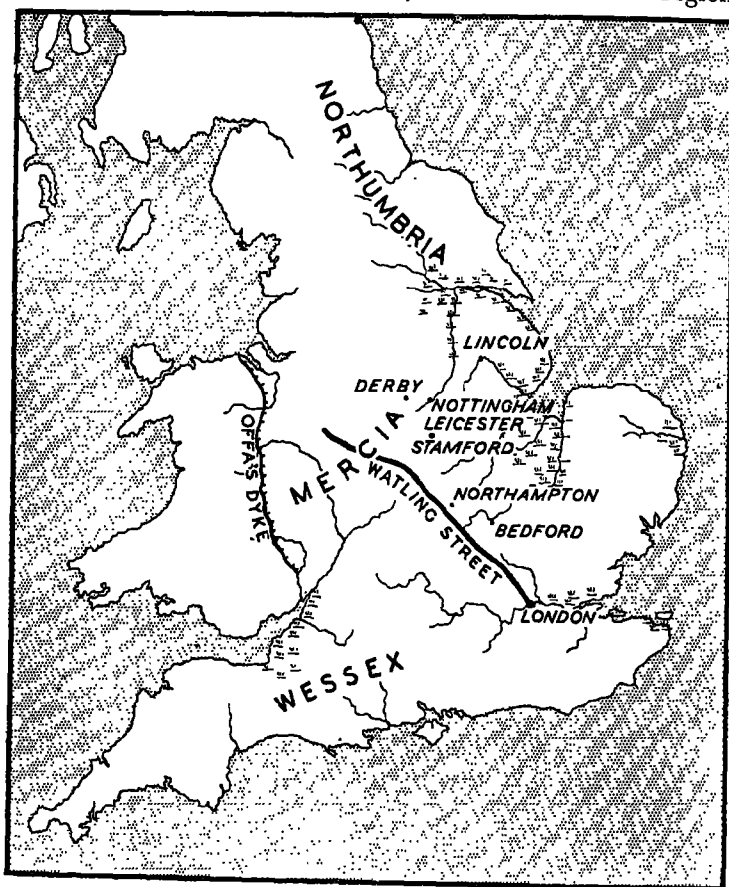 NORTHUMBRIA
LINCOLN
DERBY
NOTTINGHAM
LEICESTER
STAMFORD
MERCIA
OFFA'S DYKE
WATLING STREET
NORTHAMPTON
BEDFORD
LONDON
WESSEX